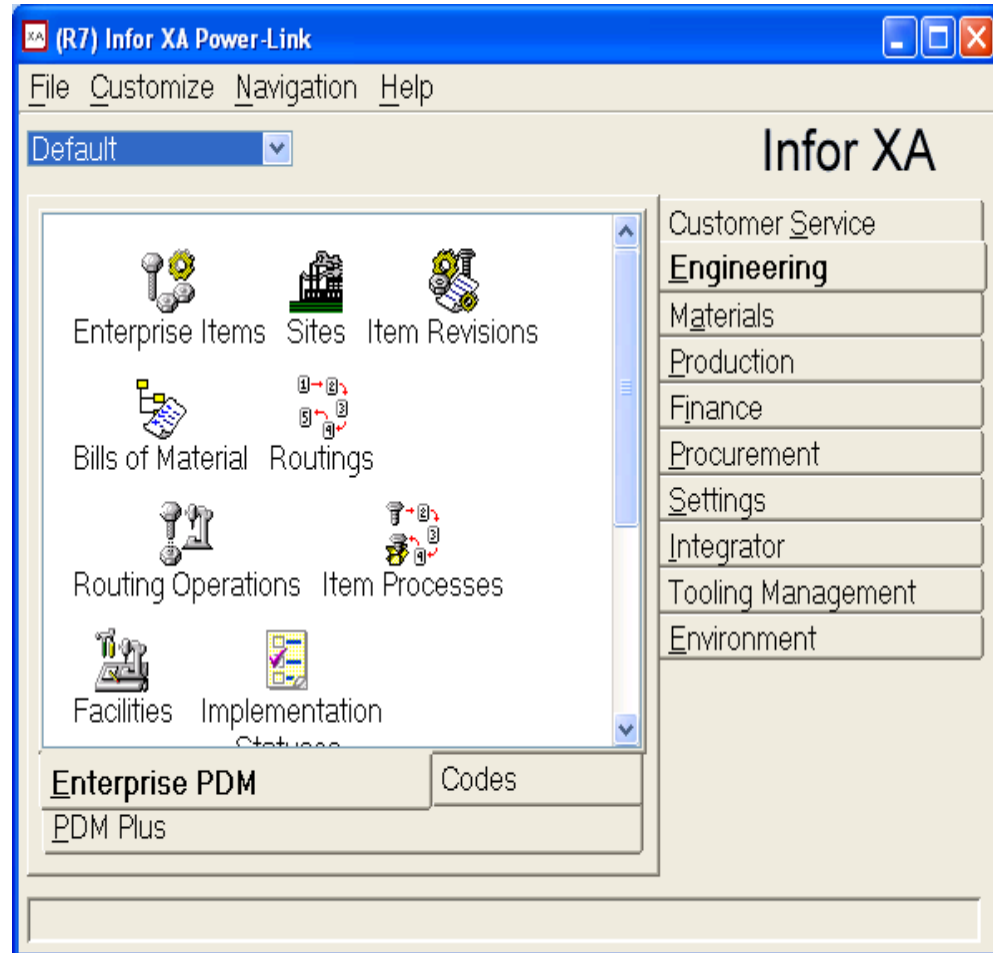 XA (R7) Infor XA Power-Link
File Customize Navigation Help
Default
Infor XA
Enterprise Items Sites Item Revisions
Bills of Material Routings
Routing Operations Item Processes
Facilities Implementation
Statuses
Enterprise PDM Codes
PDM Plus
Customer Service
Engineering
Materials
Production
Finance
Procurement
Settings
Integrator
Tooling Management
Environment